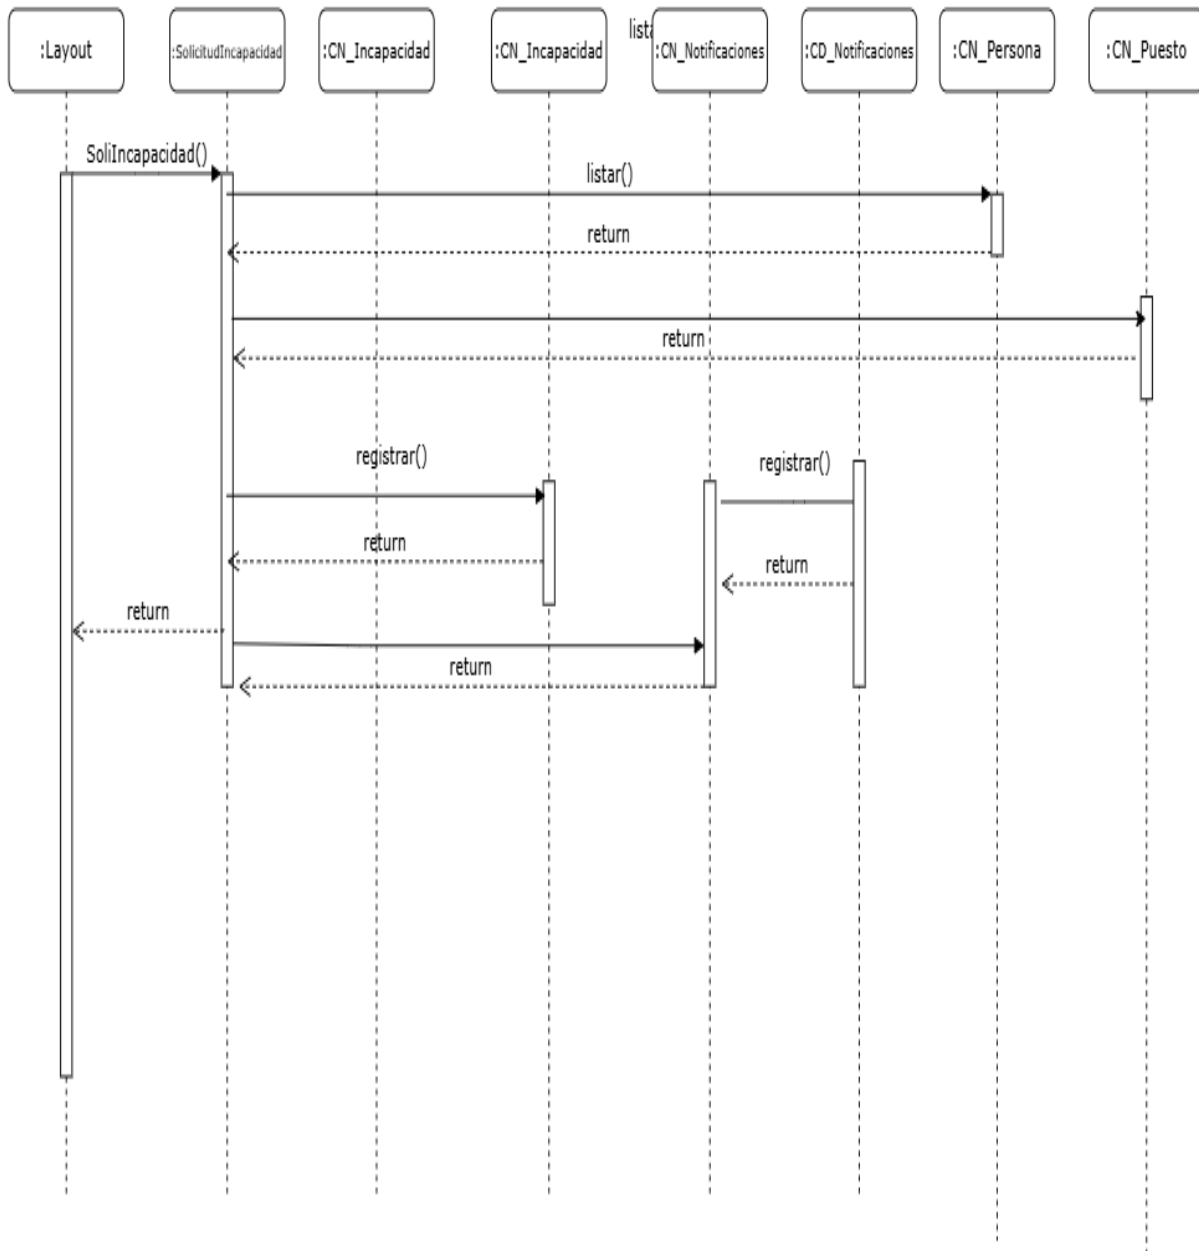 :Layout
:SolicitudIncapacidad
:CN_Incapacidad
:CN_Incapacidad
:CN_Notificaciones
:CD_Notificaciones
:CN_Persona
:CN_Puesto
SoliIncapacidad()
listar()
return
return
registrar()
registrar()
return
return
return
return